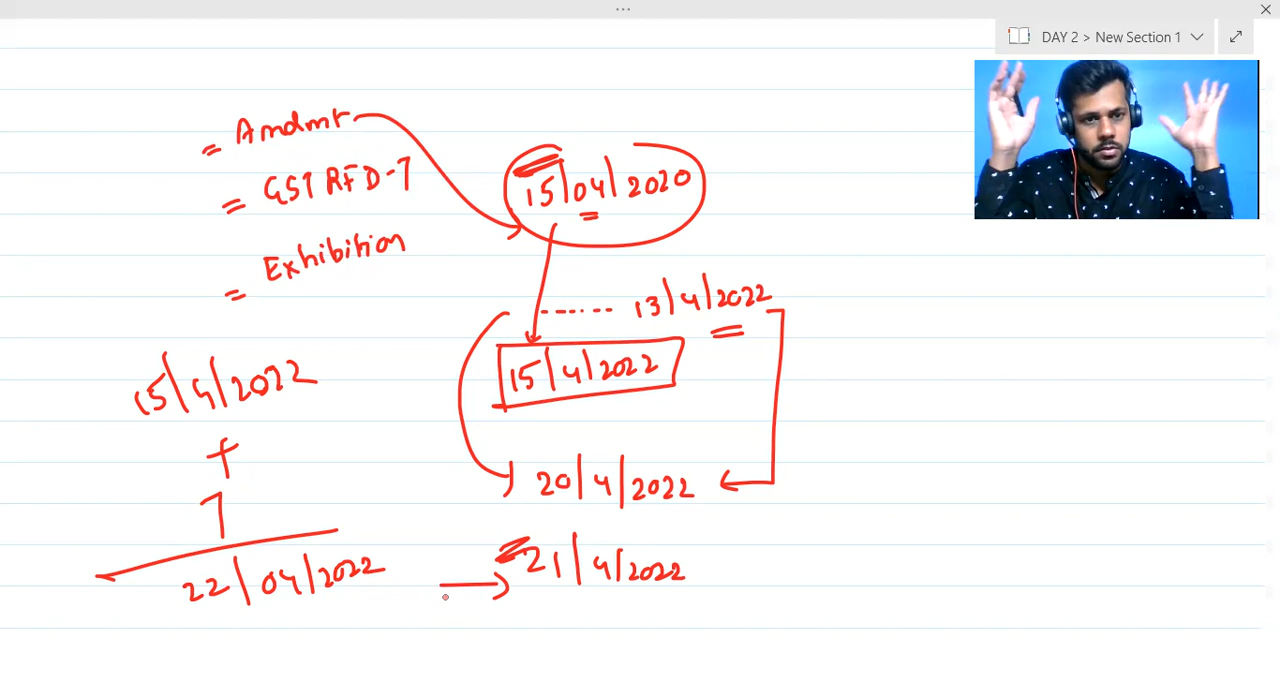 DAY 2 > New Section 1
= Amdmt
= GST RFD-7
= Exhibition
15/04/2020
13/4/2022
15/4/2022
20/4/2022
21/4/2022
15/4/2022
+
7
22/04/2022